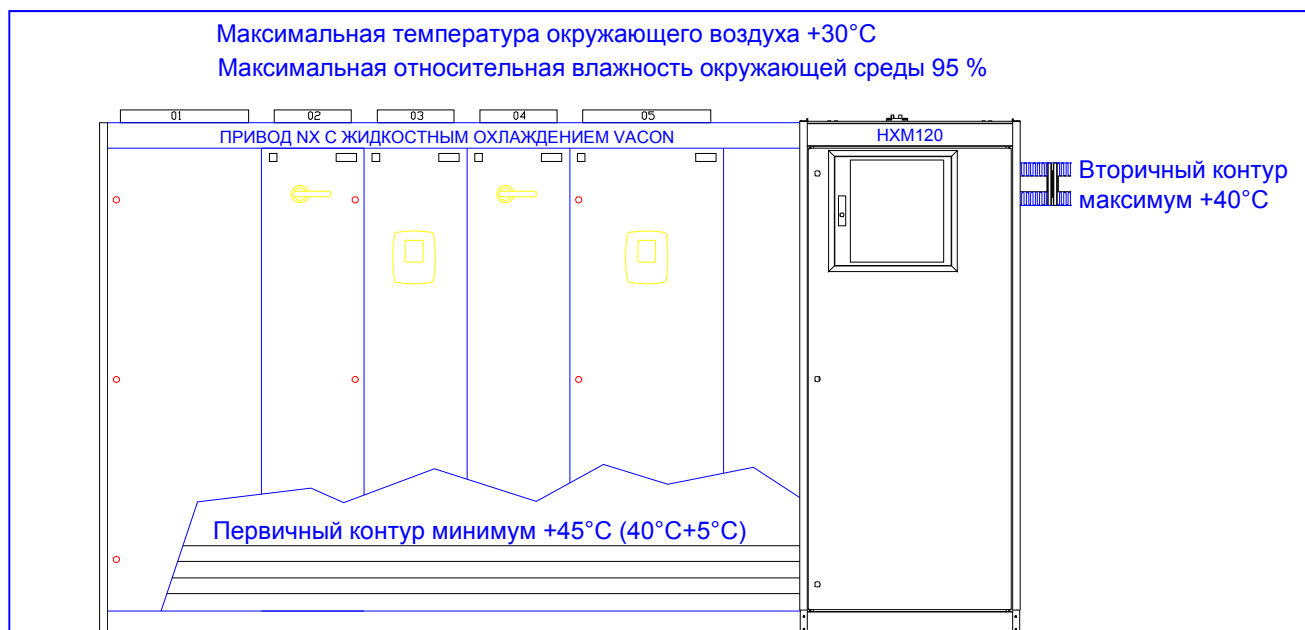 Максимальная температура окружающего воздуха +30°C
Максимальная относительная влажность окружающей среды 95 %
01 02 03 04 05
ПРИВОД NX С ЖИДКОСТНЫМ ОХЛАЖДЕНИЕМ VACON
HXM120
Вторичный контур
максимум +40°C
Первичный контур минимум +45°C (40°C+5°C)